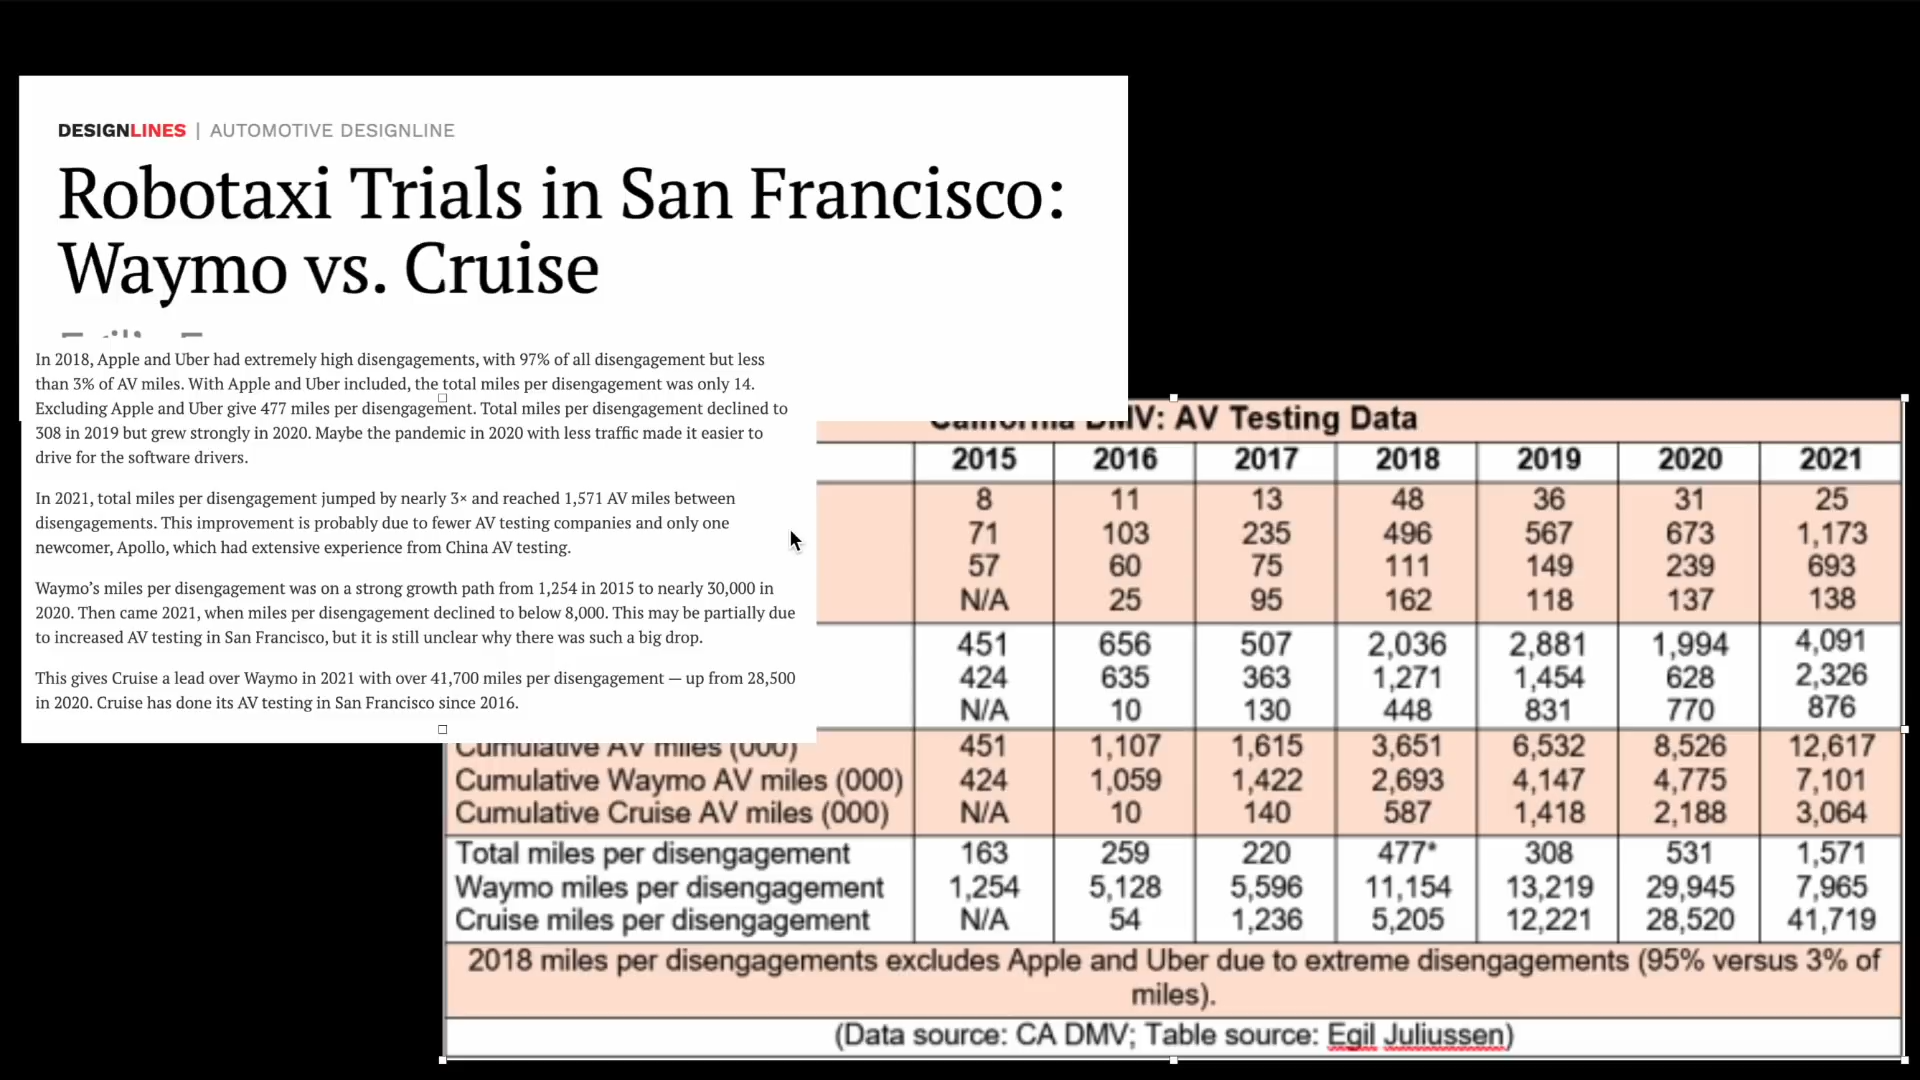 DESIGNLINES | AUTOMOTIVE DESIGNLINE
Robotaxi Trials in San Francisco:
Waymo vs. Cruise
In 2018, Apple and Uber had extremely high disengagements, with 97% of all disengagement but less
than 3% of AV miles. With Apple and Uber included, the total miles per disengagement was only 14.
Excluding Apple and Uber give 477 miles per disengagement. Total miles per disengagement declined to
308 in 2019 but grew strongly in 2020. Maybe the pandemic in 2020 with less traffic made it easier to
drive for the software drivers.
In 2021, total miles per disengagement jumped by nearly 3× and reached 1,571 AV miles between
disengagements. This improvement is probably due to fewer AV testing companies and only one
newcomer, Apollo, which had extensive experience from China AV testing.
Waymo’s miles per disengagement was on a strong growth path from 1,254 in 2015 to nearly 30,000 in
2020. Then came 2021, when miles per disengagement declined to below 8,000. This may be partially due
to increased AV testing in San Francisco, but it is still unclear why there was such a big drop.
This gives Cruise a lead over Waymo in 2021 with over 41,700 miles per disengagement — up from 28,500
in 2020. Cruise has done its AV testing in San Francisco since 2016.
California DMV: AV Testing Data
2015 2016 2017 2018 2019 2020 2021
8 11 13 48 36 31 25
71 103 235 496 567 673 1,173
57 60 75 111 149 239 693
N/A 25 95 162 118 137 138
451 656 507 2,036 2,881 1,994 4,091
424 635 363 1,271 1,454 628 2,326
N/A 10 130 448 831 770 876
Cumulative AV miles (000) 451 1,107 1,615 3,651 6,532 8,526 12,617
Cumulative Waymo AV miles (000) 424 1,059 1,422 2,693 4,147 4,775 7,101
Cumulative Cruise AV miles (000) N/A 10 140 587 1,418 2,188 3,064
Total miles per disengagement 163 259 220 477* 308 531 1,571
Waymo miles per disengagement 1,254 5,128 5,596 11,154 13,219 29,945 7,965
Cruise miles per disengagement N/A 54 1,236 5,205 12,221 28,520 41,719
2018 miles per disengagements excludes Apple and Uber due to extreme disengagements (95% versus 3% of
miles).
(Data source: CA DMV; Table source: Egil Juliussen)